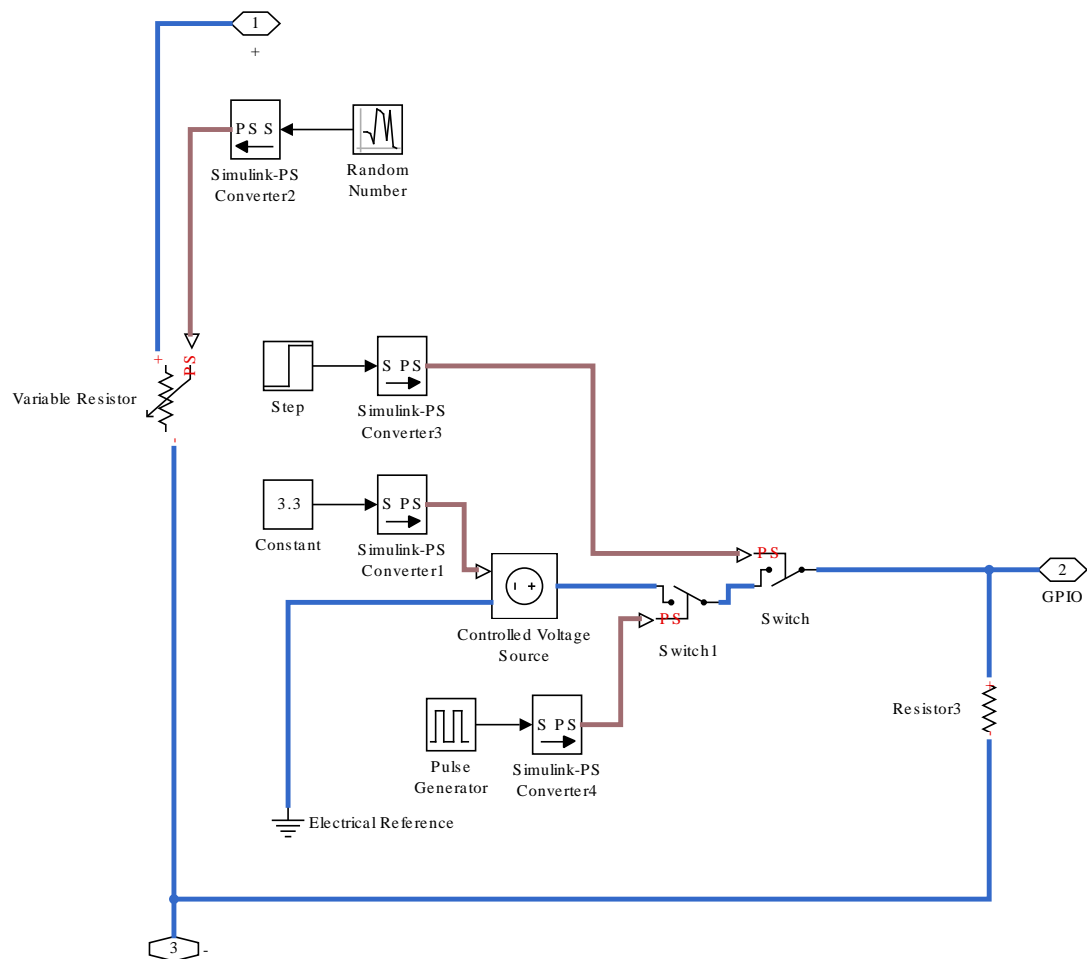 1
+
PS S
Simulink-PS
Converter2
Random
Number
+
PS
Variable Resistor
-
Step
S PS
Simulink-PS
Converter3
3.3
Constant
S PS
Simulink-PS
Converter1
- +
Controlled Voltage
Source
PS
Switch1
PS
Switch
2
GPIO
+
Resistor3
-
Pulse
Generator
S PS
Simulink-PS
Converter4
Electrical Reference
3
-